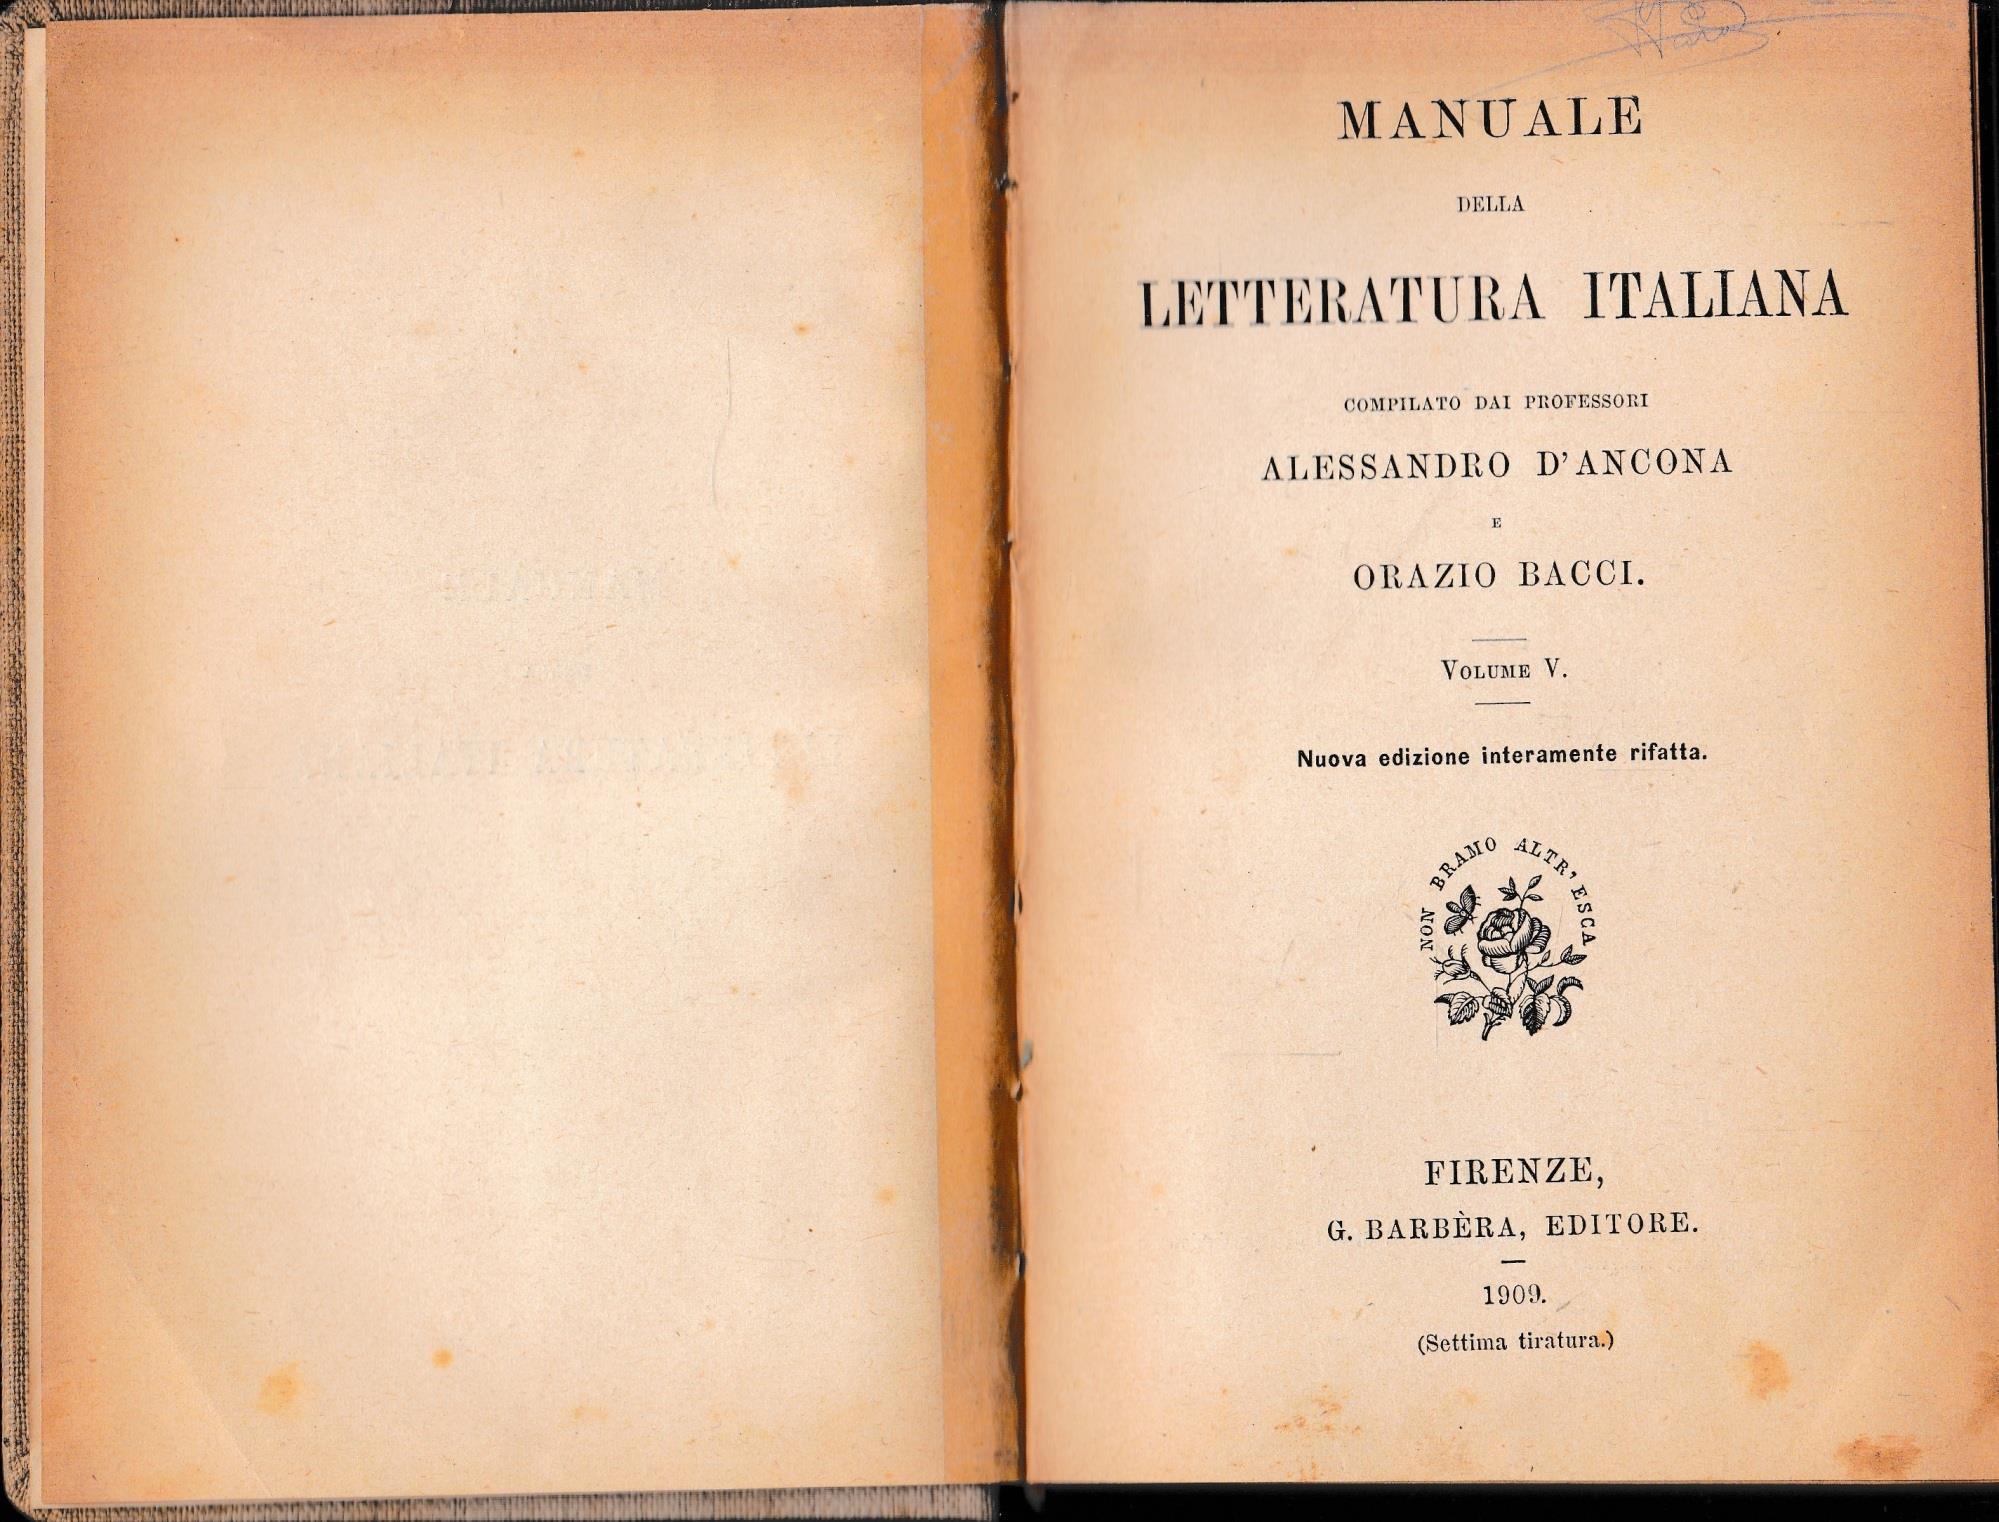 MANUALE
DELLA
LETTERATURA ITALIANA
COMPILATO DAI PROFESSORI
ALESSANDRO D'ANCONA
E
ORAZIO BACCI.
VOLUME V.
Nuova edizione interamente rifatta.
NON BRAMO ALTR' ESCA
FIRENZE,
G. BARBÈRA, EDITORE.
1909.
(Settima tiratura.)